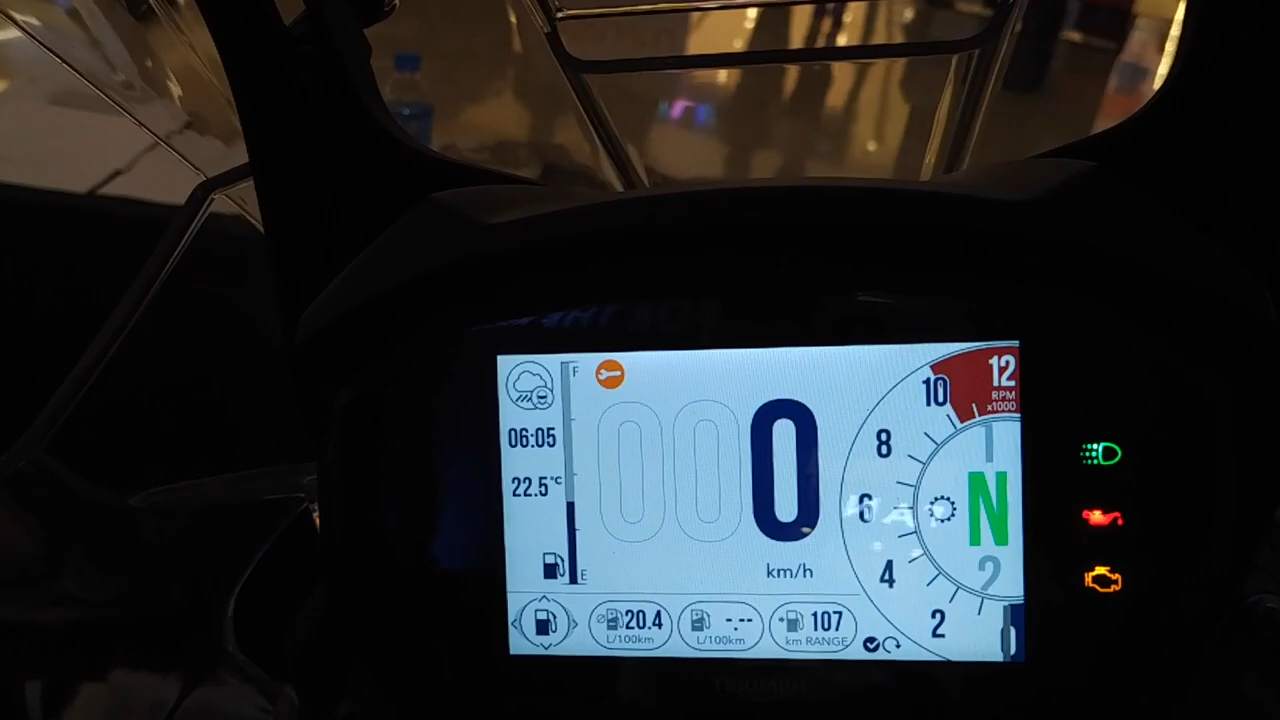 F
06:05
22.5°C
E
000
km/h
12
RPM
x1000
10
8
6
4
2
1
N
2
20.4
L/100km
-.--
L/100km
107
km RANGE
TRIUMPH